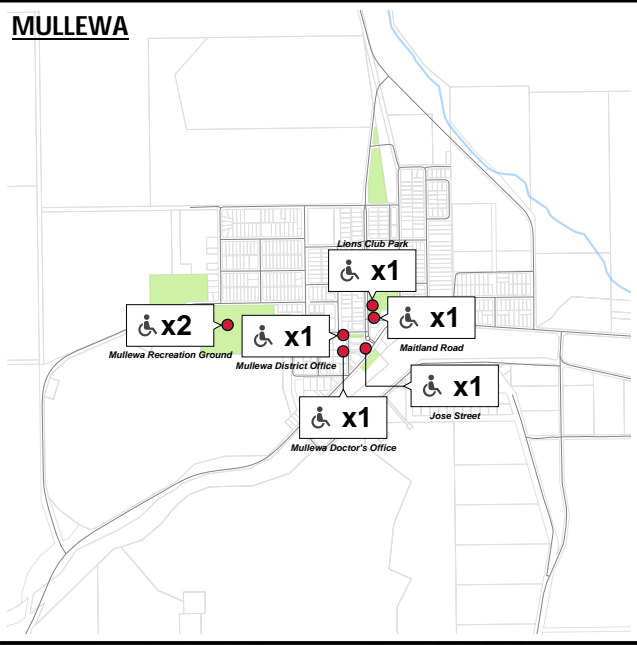 MULLEWA
Lions Club Park
x1
x2
Mullewa Recreation Ground
x1
Mullewa District Office
x1
Maitland Road
x1
Jose Street
x1
Mullewa Doctor's Office